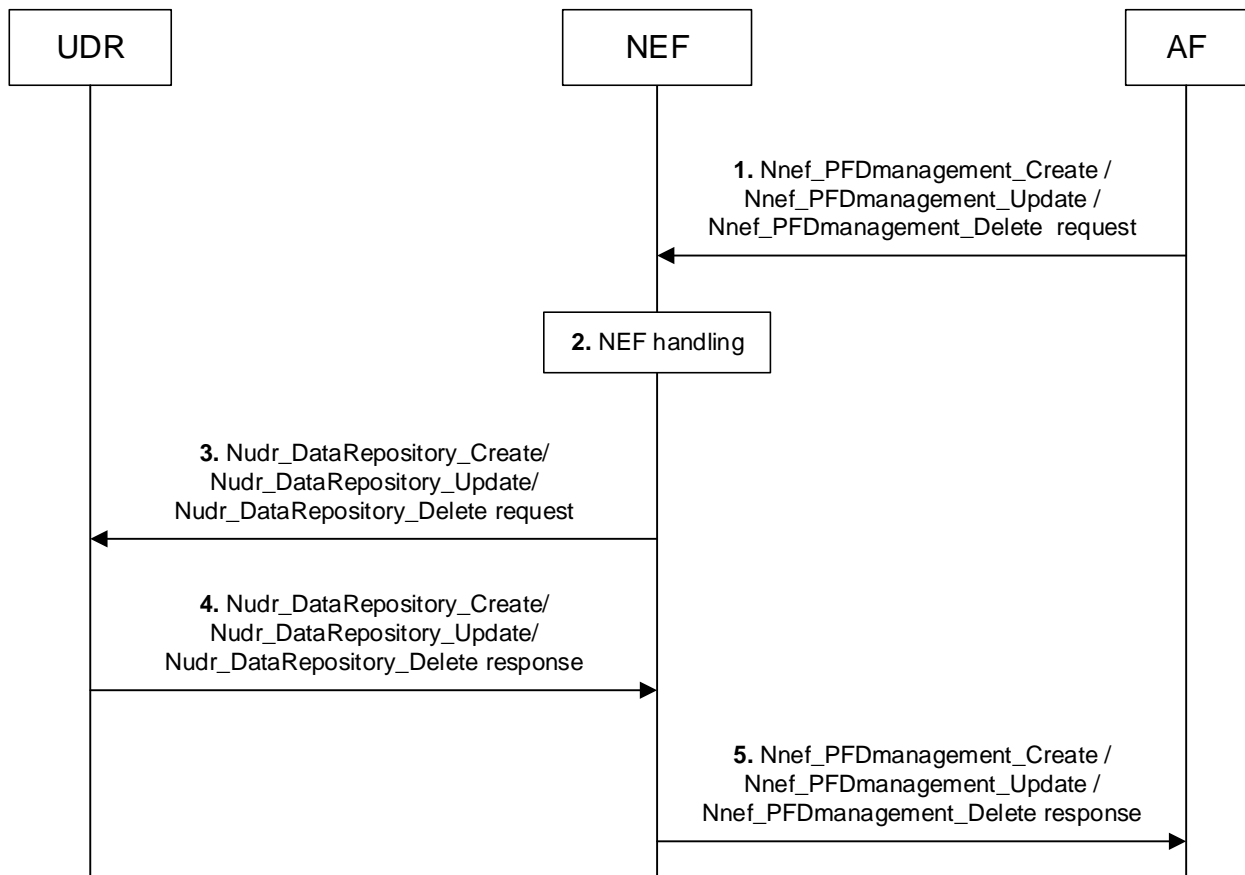 UDR
NEF
AF
1. Nnef_PFDmanagement_Create /
Nnef_PFDmanagement_Update /
Nnef_PFDmanagement_Delete  request
2. NEF handling
3. Nudr_DataRepository_Create/
Nudr_DataRepository_Update/
Nudr_DataRepository_Delete request
4. Nudr_DataRepository_Create/
Nudr_DataRepository_Update/
Nudr_DataRepository_Delete response
5. Nnef_PFDmanagement_Create /
Nnef_PFDmanagement_Update /
Nnef_PFDmanagement_Delete response